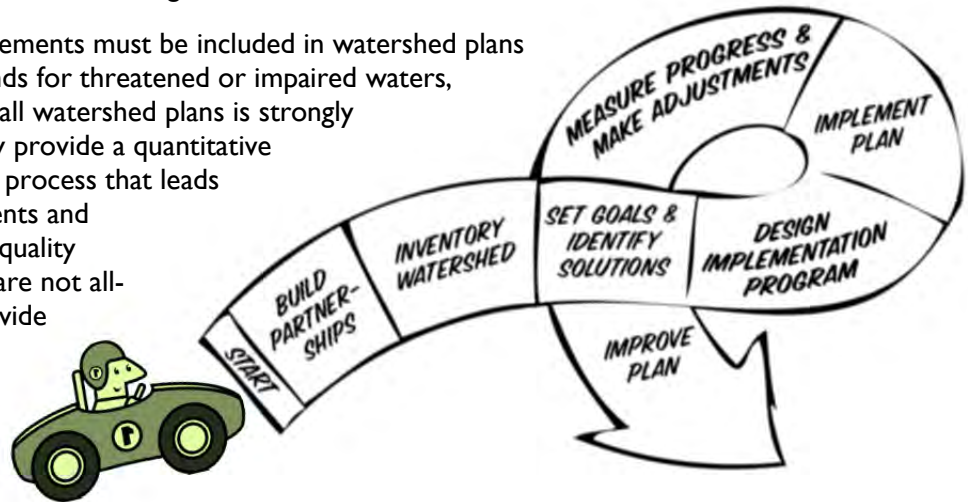 ements must be included in watershed plans
nds for threatened or impaired waters,
all watershed plans is strongly
y provide a quantitative
process that leads
ents and
quality
are not all-
vide
START
BUILD
PARTNER-
SHIPS
INVENTORY
WATERSHED
SET GOALS &
IDENTIFY
SOLUTIONS
DESIGN
IMPLEMENTATION
PROGRAM
IMPLEMENT
PLAN
MEASURE PROGRESS &
MAKE ADJUSTMENTS
IMPROVE
PLAN